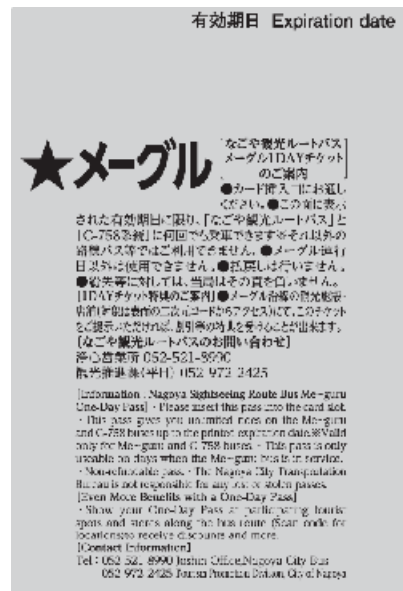 有効期日 Expiration date
★メーグル
なごや観光ルートバス
メーグル1DAYチケット
のご案内
●カード挿入口にお通し
ください。●この面に表示
された有効期日に限り、「なごや観光ルートバス」と
「C-758系統」に何回でも乗車できます※それ以外の
路線バス等ではご利用できません。●メーグル運行
日以外は使用できません。●払戻しは行いません。
●紛失等に対しては、当局はその責を負いません。
[1DAYチケット特典のご案内]●メーグル沿線の観光施設・
店舗(対象は表面の二次元コードからアクセス)にて、このチケット
をご提示いただければ、割引等の特典を受けることが出来ます。
[なごや観光ルートバスのお問い合わせ]
浄心営業所 052-521-8990
観光推進課(平日) 052-972-2425
[Information : Nagoya Sightseeing Route Bus Me~guru
One-Day Pass] ・Please insert this pass into the card slot.
・This pass gives you unlimited rides on the Me~guru
and C-758 buses up to the printed expiration date.※Valid
only for Me~guru and C-758 buses. ・This pass is only
useable on days when the Me~guru bus is in service.
・Non-refundable pass. ・The Nagoya City Transportation
Bureau is not responsible for any lost or stolen passes.
[Even More Benefits with a One-Day Pass]
・Show your One-Day Pass at participating tourist
spots and stores along the bus route (Scan code for
locations)to receive discounts and more.
[Contact Information]
Tel : 052-521-8990 Joshin Office,Nagoya City Bus
052-972-2425 Tourism Promotion Division, City of Nagoya